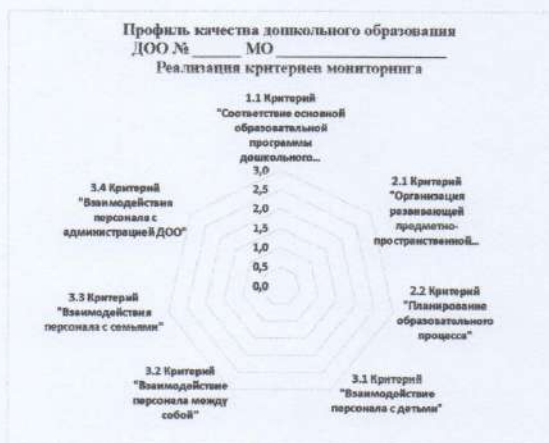 Профиль качества дошкольного образования
ДОО № ______ МО ____________________
Реализация критериев мониторинга
1.1 Критерий
"Соответствие основной
образовательной
программы
дошкольного...
3,0
2,5
2,0
1,5
1,0
0,5
0,0
2.1 Критерий
"Организация
развивающей
предметно-
пространственной...
2.2 Критерий
"Планирование
образовательного
процесса"
3.1 Критерий
"Взаимодействие
персонала с детьми"
3.2 Критерий
"Взаимодействие
персонала между
собой"
3.3 Критерий
"Взаимодействия
персонала с семьями"
3.4 Критерий
"Взаимодействия
персонала с
администрацией ДОО"